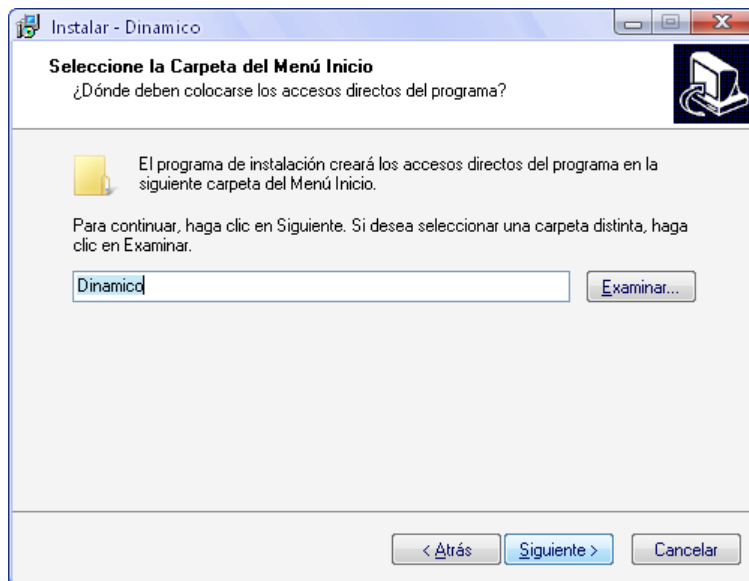 Instalar - Dinamico
Seleccione la Carpeta del Menú Inicio
¿Dónde deben colocarse los accesos directos del programa?
El programa de instalación creará los accesos directos del programa en la
siguiente carpeta del Menú Inicio.
Para continuar, haga clic en Siguiente. Si desea seleccionar una carpeta distinta, haga
clic en Examinar.
Dinamico
Examinar...
< Atrás
Siguiente >
Cancelar